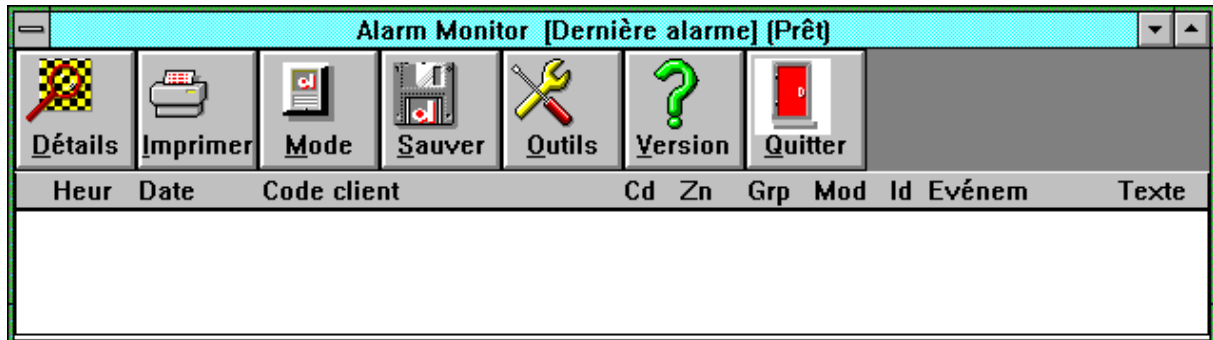 Alarm Monitor [Dernière alarme] (Prêt)
Détails Imprimer Mode Sauver Outils Version Quitter
Heur Date Code client Cd Zn Grp Mod Id Evénem Texte